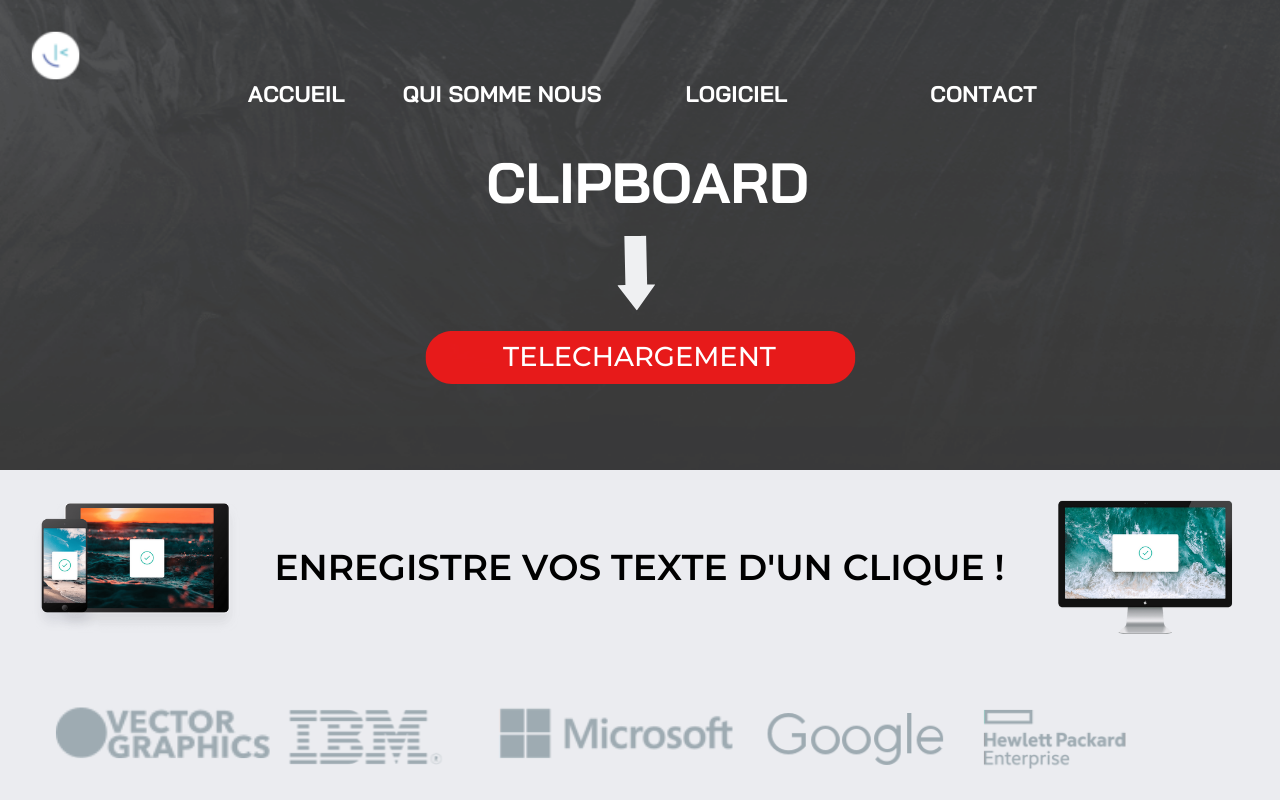 ACCUEIL QUI SOMME NOUS LOGICIEL CONTACT
CLIPBOARD
TELECHARGEMENT
ENREGISTRE VOS TEXTE D'UN CLIQUE !
VECTOR
GRAPHICS
IBM®
Microsoft
Google
Hewlett Packard
Enterprise